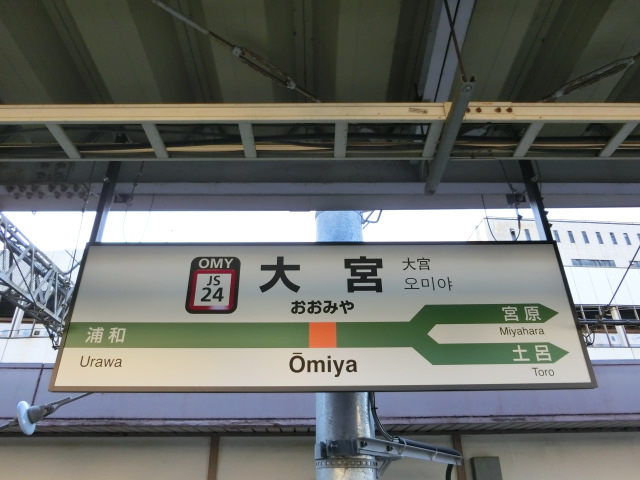 OMY
JS
24
大宮
大宮
오미야
おおみや
浦和
宮原
Urawa
Ōmiya
Miyahara
土呂
Toro